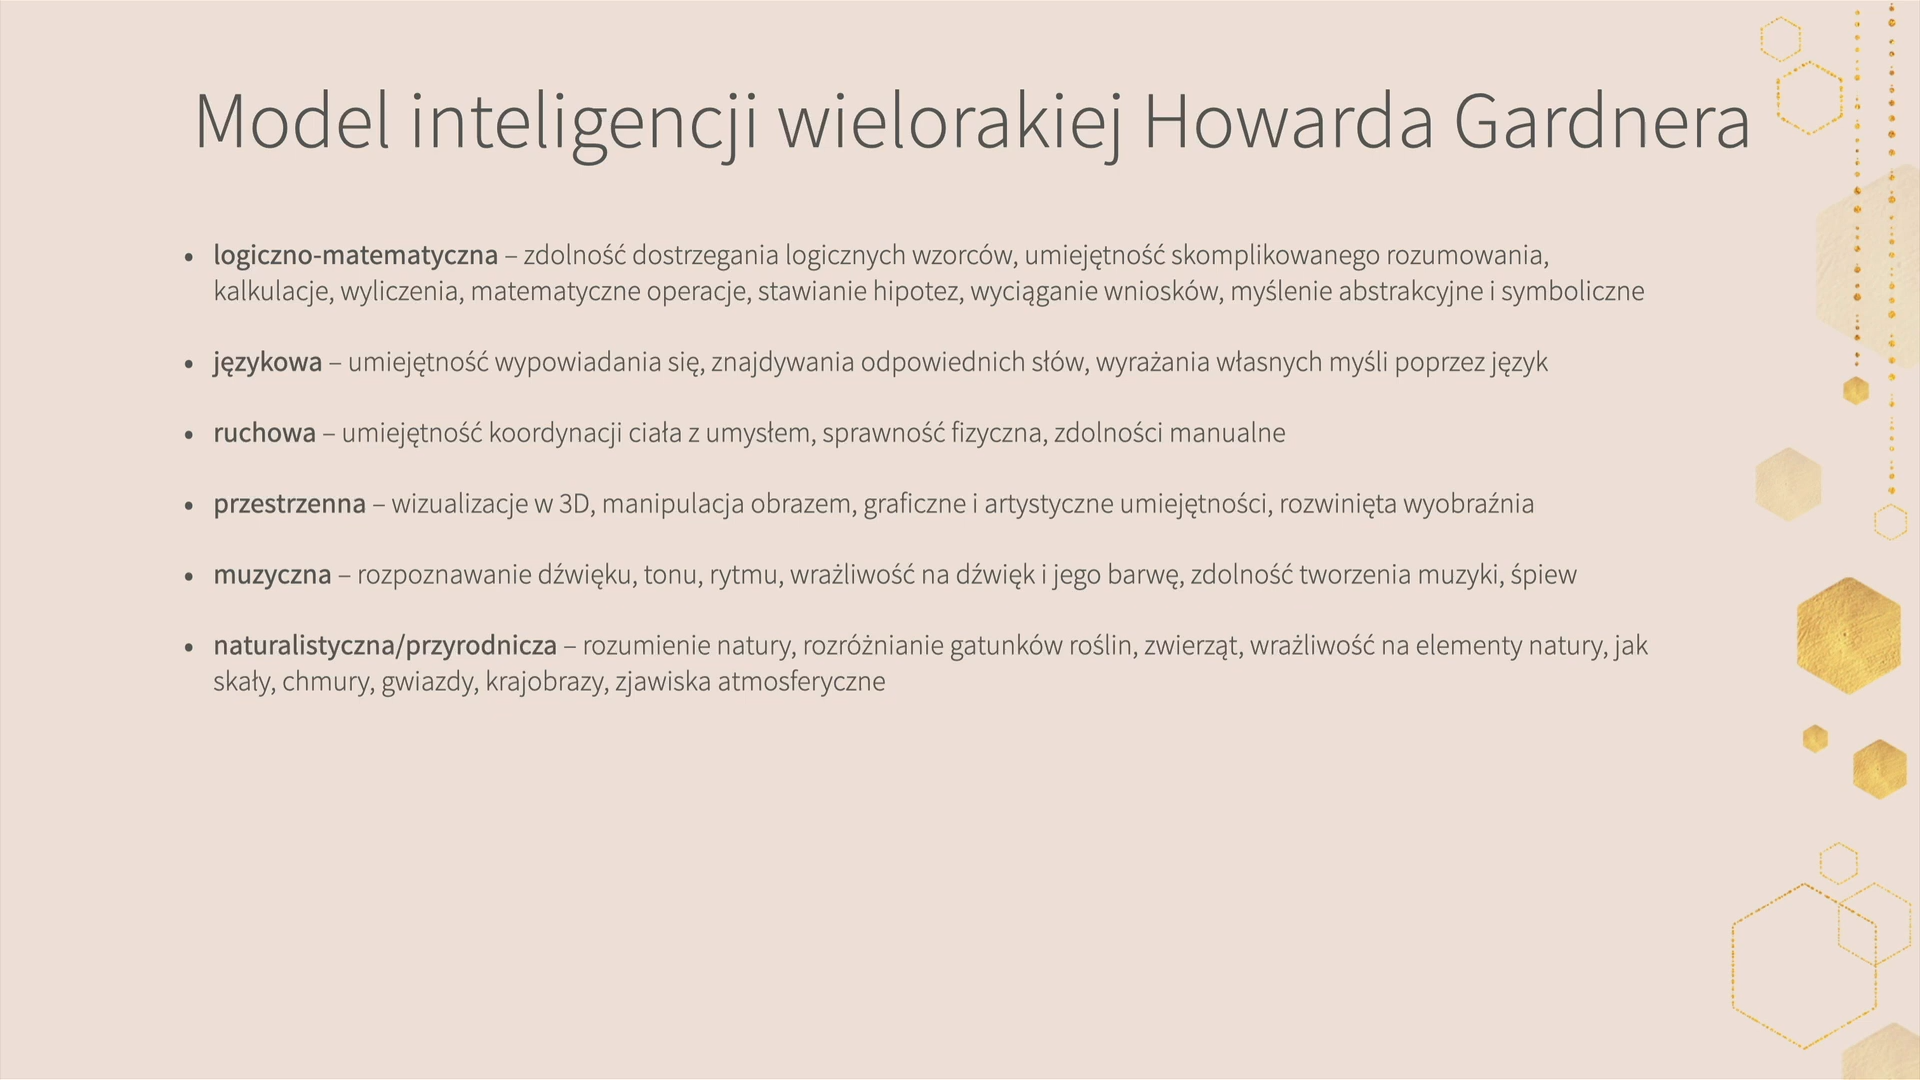 Model inteligencji wielorakiej Howarda Gardnera
• logiczno-matematyczna – zdolność dostrzegania logicznych wzorców, umiejętność skomplikowanego rozumowania,
kalkulacje, wyliczenia, matematyczne operacje, stawianie hipotez, wyciąganie wniosków, myślenie abstrakcyjne i symboliczne
• językowa – umiejętność wypowiadania się, znajdywania odpowiednich słów, wyrażania własnych myśli poprzez język
• ruchowa – umiejętność koordynacji ciała z umysłem, sprawność fizyczna, zdolności manualne
• przestrzenna – wizualizacje w 3D, manipulacja obrazem, graficzne i artystyczne umiejętności, rozwinięta wyobraźnia
• muzyczna – rozpoznawanie dźwięku, tonu, rytmu, wrażliwość na dźwięk i jego barwę, zdolność tworzenia muzyki, śpiew
• naturalistyczna/przyrodnicza – rozumienie natury, rozróżnianie gatunków roślin, zwierząt, wrażliwość na elementy natury, jak
skały, chmury, gwiazdy, krajobrazy, zjawiska atmosferyczne